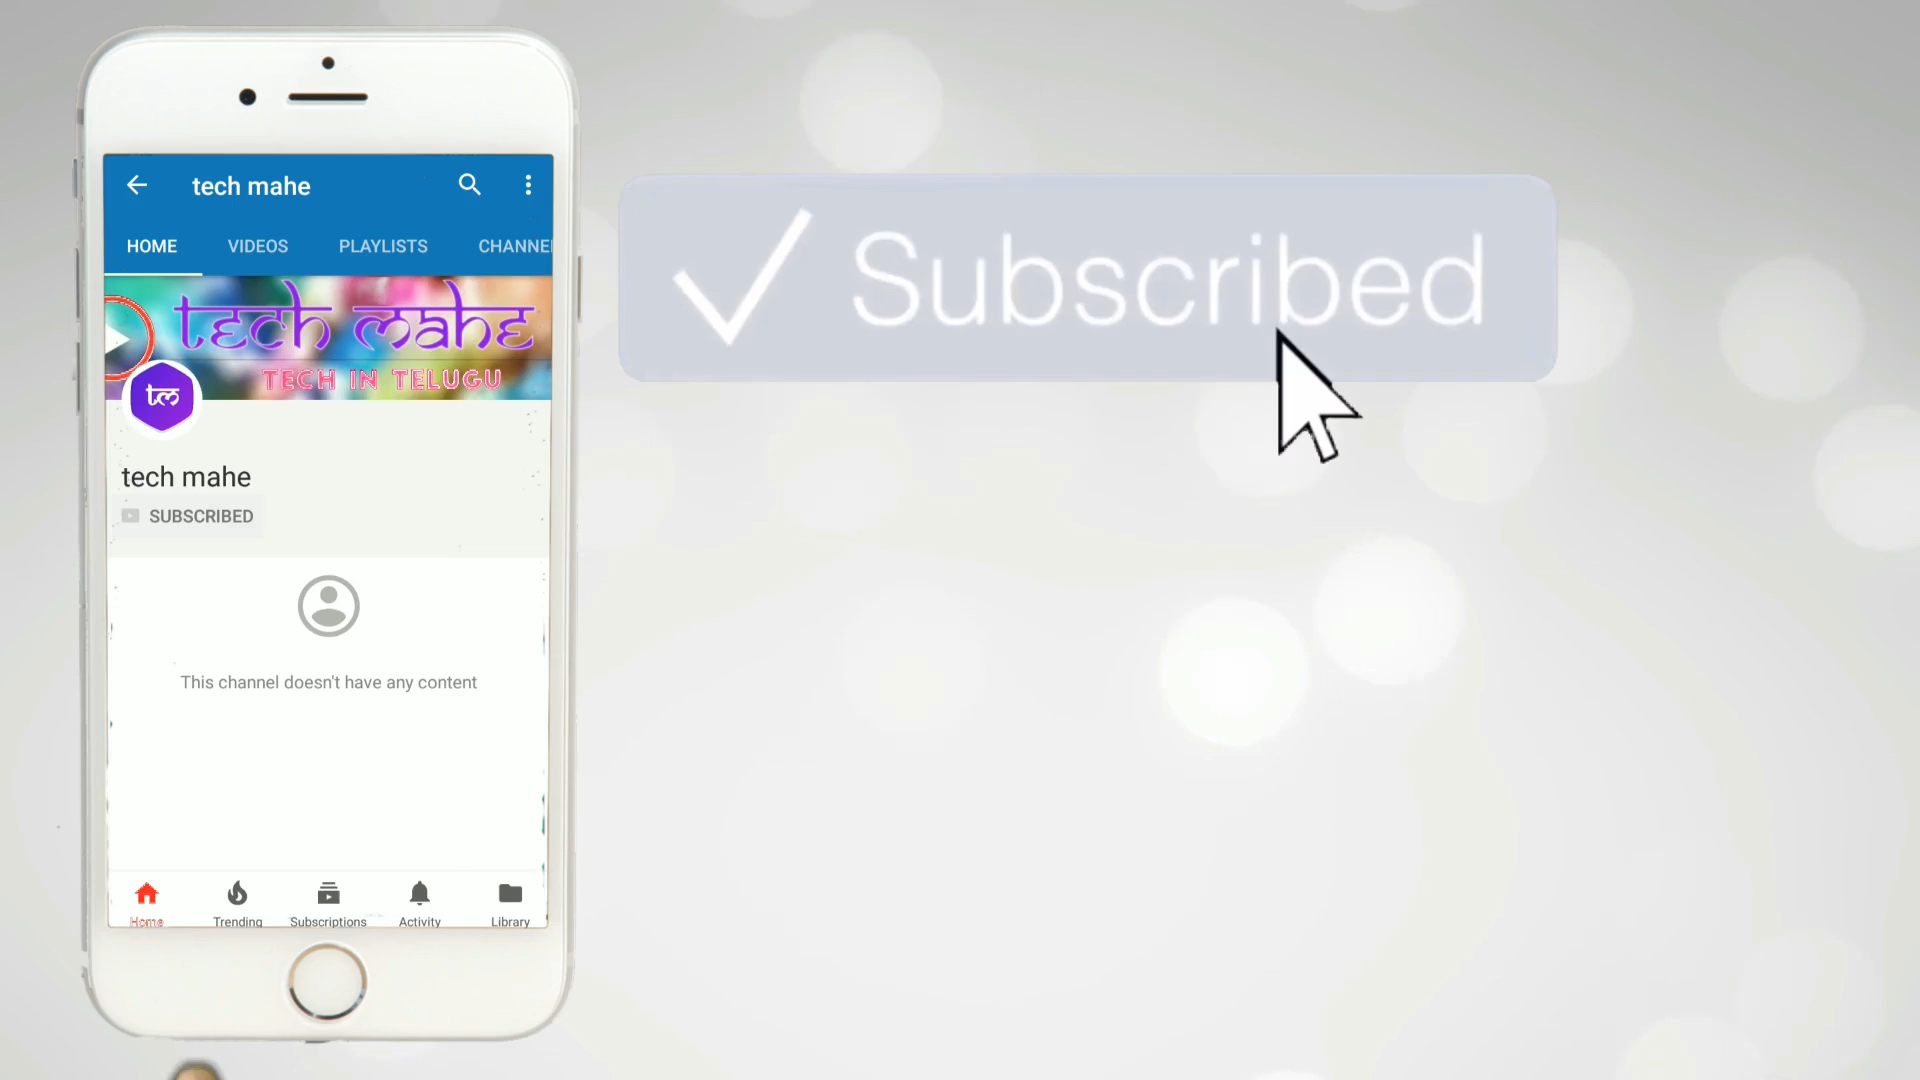 tech mahe
HOME VIDEOS PLAYLISTS CHANNE
tech mahe
TECH IN TELUGU
tm
tech mahe
SUBSCRIBED
This channel doesn't have any content
Home Trending Subscriptions Activity Library
Subscribed